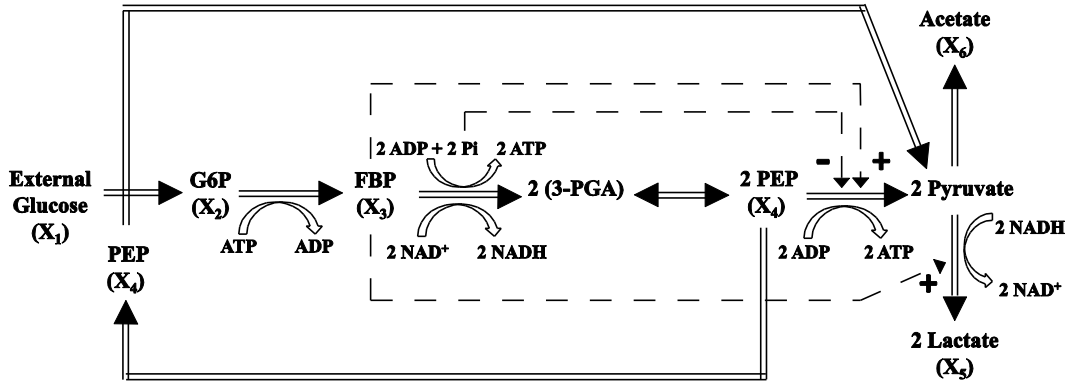 Acetate
(X6)
2 ADP + 2 Pi 2 ATP
- +
External
Glucose
(X1)
G6P
(X2)
FBP
(X3)
2 (3-PGA)
2 PEP
(X4)
2 Pyruvate
ATP ADP
2 NAD+ 2 NADH
2 ADP 2 ATP
2 NADH
PEP
(X4)
+
2 NAD+
2 Lactate
(X5)